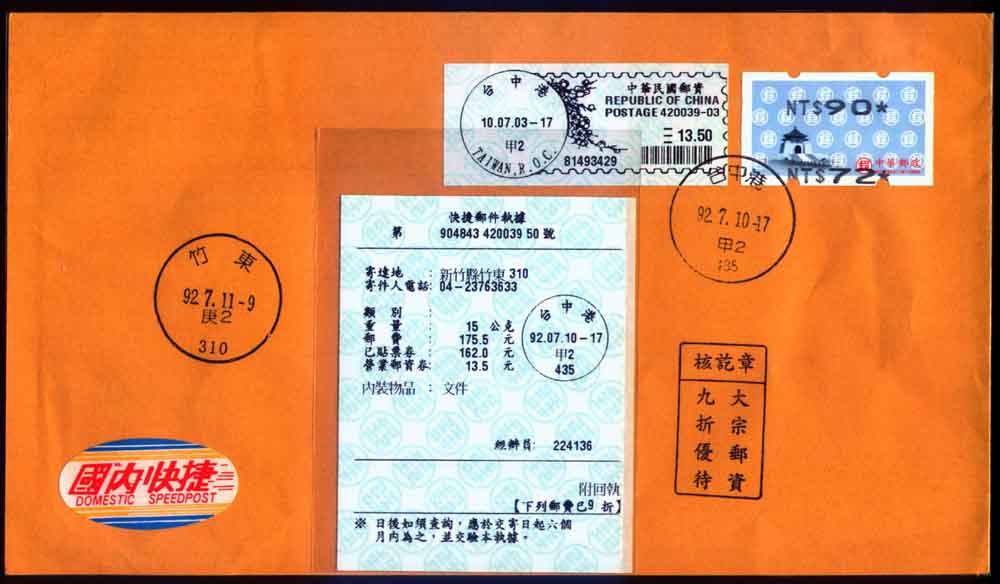 台中港
10.07.03-17
甲2
TAIWAN.R.O.C.
中華民國郵資
REPUBLIC OF CHINA
POSTAGE 420039-03
13.50
81493429
NT$90*
中華郵政
NT$72*
台中港
92.7.10-17
甲2
435
竹東
92.7.11-9
庚2
310
快捷郵件執據
第 904843 420039 50 號
寄達地 : 新竹縣竹東 310
寄件人電話: 04-23763633
類別 :
重量 : 15 公克
郵費 : 175.5 元
已貼票券 : 162.0 元
營業郵資券: 13.5 元
內裝物品 : 文件
台中港
92.07.10-17
甲2
435
經辦員: 224136
附回執
【下列郵費已9 折】
※ 日後如須查詢,應於交寄日起六個
月內為之,並交驗本執據。
核訖章
大宗郵資
九折優待
國內快捷
DOMESTIC SPEEDPOST